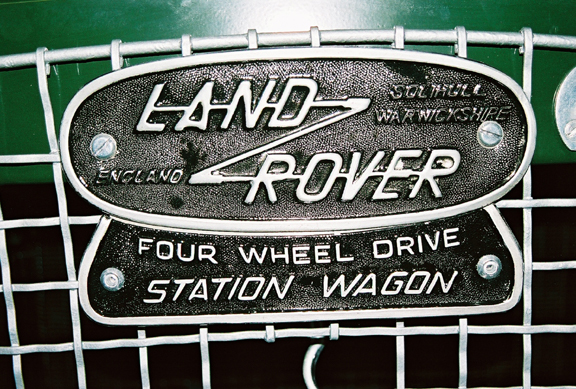 LAND
SOLIHULL
WARWICKSHIRE
ENGLAND
ROVER
FOUR WHEEL DRIVE
STATION WAGON